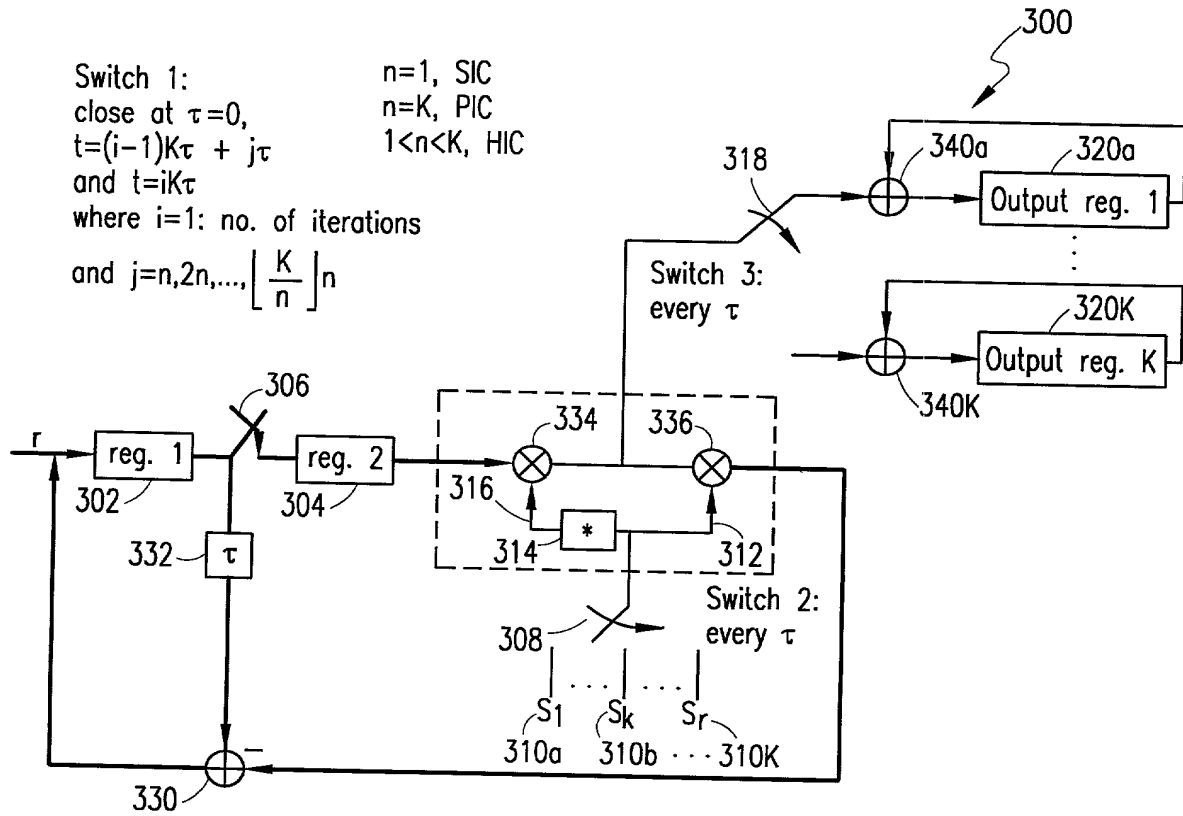 300
Switch 1:
close at τ=0,
t=(i-1)Kτ + jτ
and t=iKτ
where i=1: no. of iterations
and j=n,2n,...,⌊K/n⌋n
n=1, SIC
n=K, PIC
1<n<K, HIC
318
340a
320a
Output reg. 1
Switch 3:
every τ
320K
Output reg. K
340K
306
r
reg. 1
302
reg. 2
304
334
336
316
*
314
312
332
τ
Switch 2:
every τ
308
S1 .... Sk .... Sr
310a 310b ... 310K
−
330